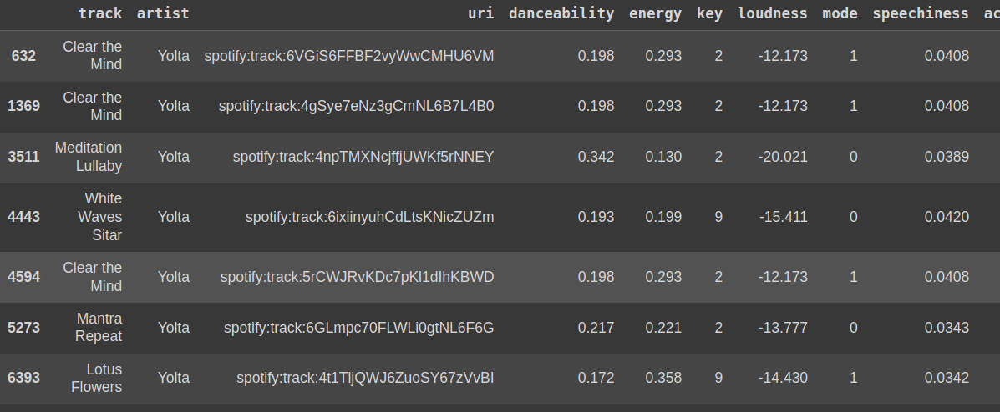 track artist uri danceability energy key loudness mode speechiness ac
632 Clear the Mind Yolta spotify:track:6VGiS6FFBF2vyWwCMHU6VM 0.198 0.293 2 -12.173 1 0.0408
1369 Clear the Mind Yolta spotify:track:4gSye7eNz3gCmNL6B7L4B0 0.198 0.293 2 -12.173 1 0.0408
3511 Meditation Lullaby Yolta spotify:track:4npTMXNcjffjUWKf5rNNEY 0.342 0.130 2 -20.021 0 0.0389
4443 White Waves Sitar Yolta spotify:track:6ixiinyuhCdLtsKNicZUZm 0.193 0.199 9 -15.411 0 0.0420
4594 Clear the Mind Yolta spotify:track:5rCWJRvKDc7pKl1dIhKBWD 0.198 0.293 2 -12.173 1 0.0408
5273 Mantra Repeat Yolta spotify:track:6GLmpc70FLWLi0gtNL6F6G 0.217 0.221 2 -13.777 0 0.0343
6393 Lotus Flowers Yolta spotify:track:4t1TljQWJ6ZuoSY67zVvBI 0.172 0.358 9 -14.430 1 0.0342